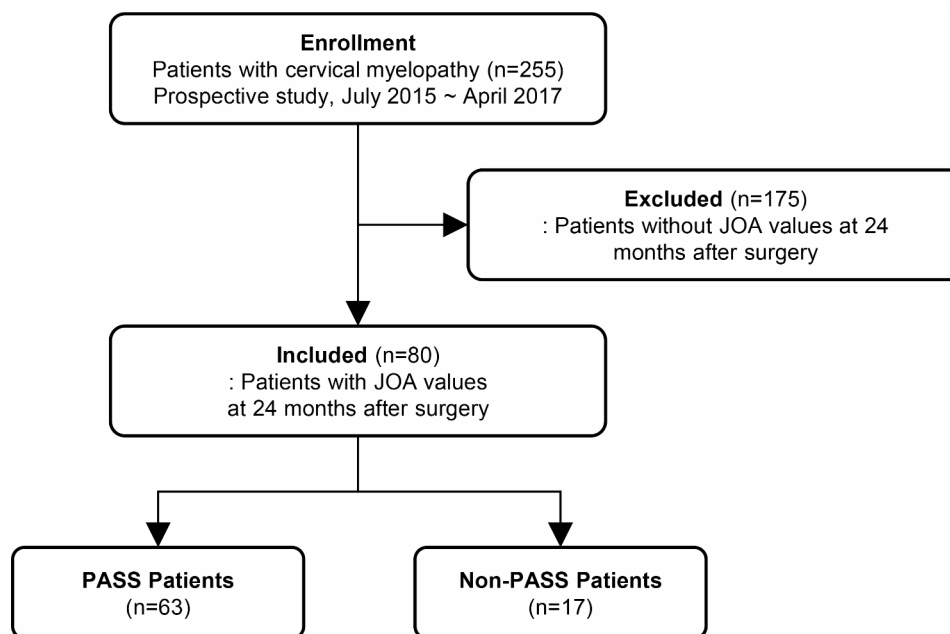 Enrollment
Patients with cervical myelopathy (n=255)
Prospective study, July 2015 ~ April 2017
Excluded (n=175)
: Patients without JOA values at 24
months after surgery
Included (n=80)
: Patients with JOA values
at 24 months after surgery
PASS Patients
(n=63)
Non-PASS Patients
(n=17)